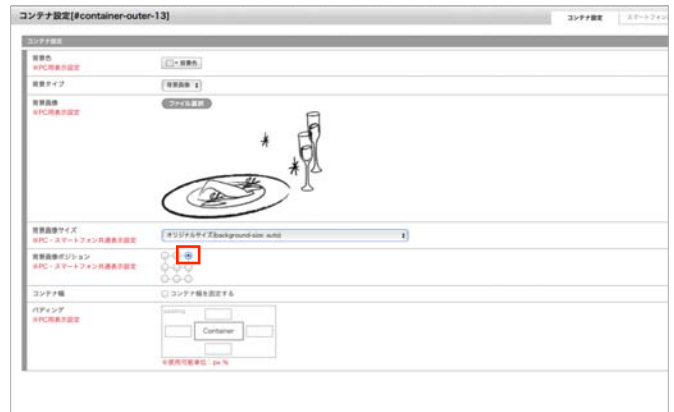 コンテナ設定[#container-outer-13]
コンテナ設定 スマートフォン
コンテナ設定
背景色
※PC用表示設定
背景色
背景タイプ
背景画像
背景画像
※PC用表示設定
ファイル選択
背景画像サイズ
※PC・スマートフォン共通表示設定
オリジナルサイズ(background-size: auto)
背景画像ポジション
※PC・スマートフォン共通表示設定
コンテナ幅
コンテナ幅を固定する
パディング
※PC用表示設定
padding
Container
※使用可能単位：px %